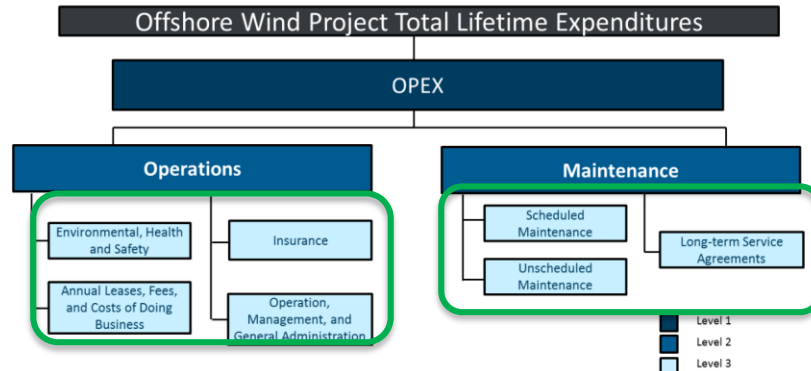 Offshore Wind Project Total Lifetime Expenditures
OPEX
Operations
Maintenance
Environmental, Health
and Safety
Insurance
Annual Leases, Fees,
and Costs of Doing
Business
Operation,
Management, and
General Administration
Scheduled
Maintenance
Long-term Service
Agreements
Unscheduled
Maintenance
Level 1
Level 2
Level 3